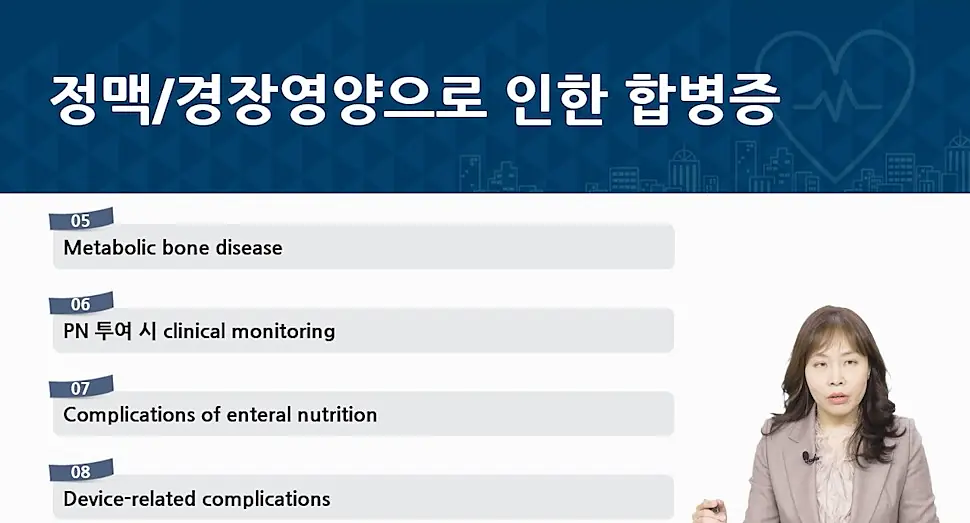 정맥/경장영양으로 인한 합병증
05
Metabolic bone disease
06
PN 투여 시 clinical monitoring
07
Complications of enteral nutrition
08
Device-related complications